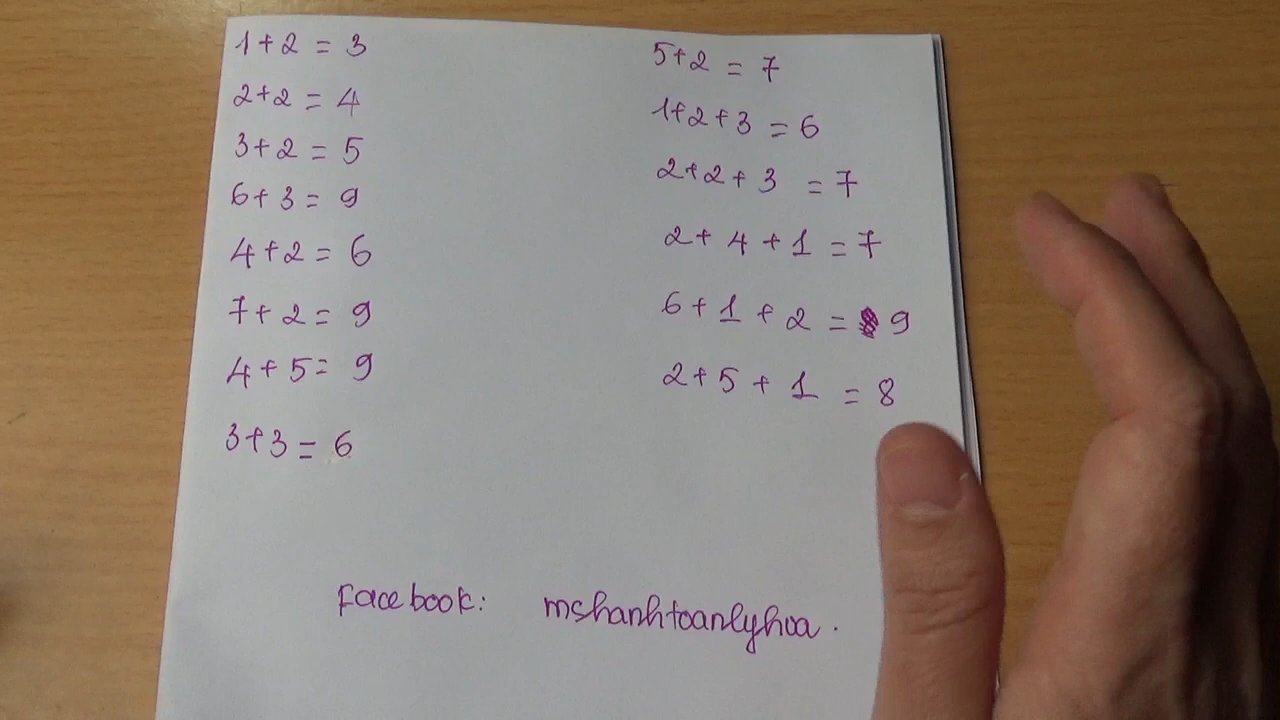 1+2 = 3
2+2 = 4
3+2 = 5
6+3 = 9
4+2 = 6
7+2 = 9
4+5= 9
3+3 = 6
5+2 = 7
1+2+3 = 6
2+2+3 = 7
2+4+1 = 7
6+1+2 = 9
2+5+1 = 8
Facebook: mshanhtoanlyhoa.